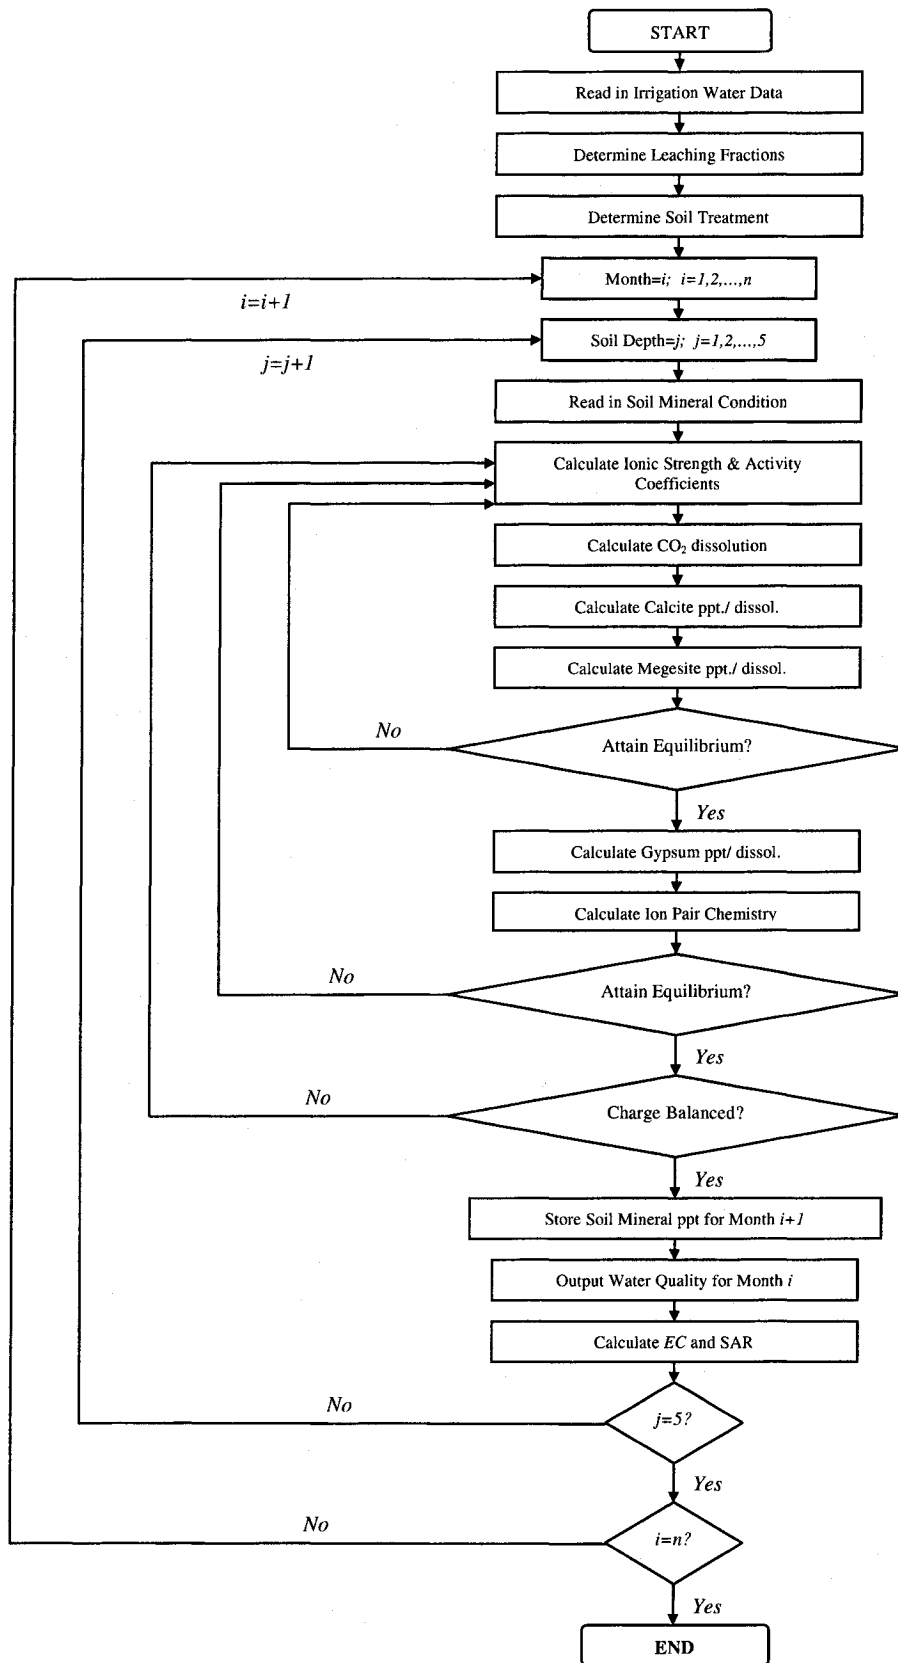 START
Read in Irrigation Water Data
Determine Leaching Fractions
Determine Soil Treatment
Month=i; i=1,2,...,n
i=i+1
Soil Depth=j; j=1,2,...,5
j=j+1
Read in Soil Mineral Condition
Calculate Ionic Strength & Activity
Coefficients
Calculate CO₂ dissolution
Calculate Calcite ppt./ dissol.
Calculate Megesite ppt./ dissol.
No
Attain Equilibrium?
Yes
Calculate Gypsum ppt/ dissol.
Calculate Ion Pair Chemistry
No
Attain Equilibrium?
Yes
No
Charge Balanced?
Yes
Store Soil Mineral ppt for Month i+1
Output Water Quality for Month i
Calculate EC and SAR
No
j=5?
Yes
No
i=n?
Yes
END